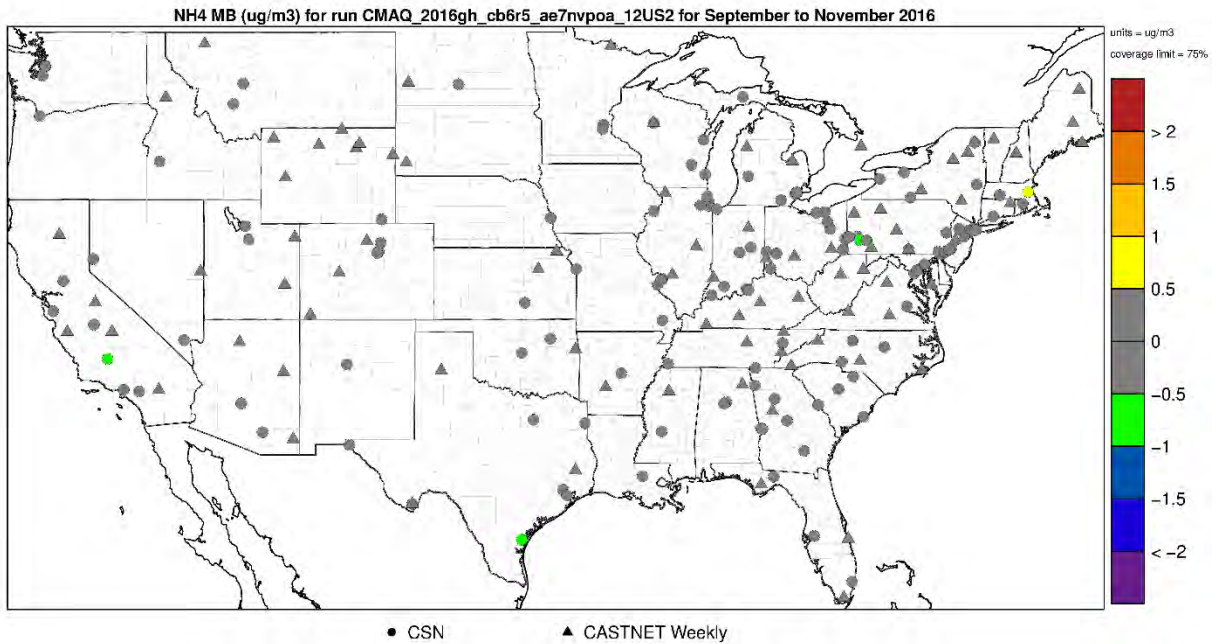 NH4 MB (ug/m3) for run CMAQ_2016gh_cb6r5_ae7nvpoa_12US2 for September to November 2016
units = ug/m3
coverage limit = 75%
> 2
1.5
1
0.5
0
−0.5
−1
−1.5
< −2
● CSN ▲ CASTNET Weekly